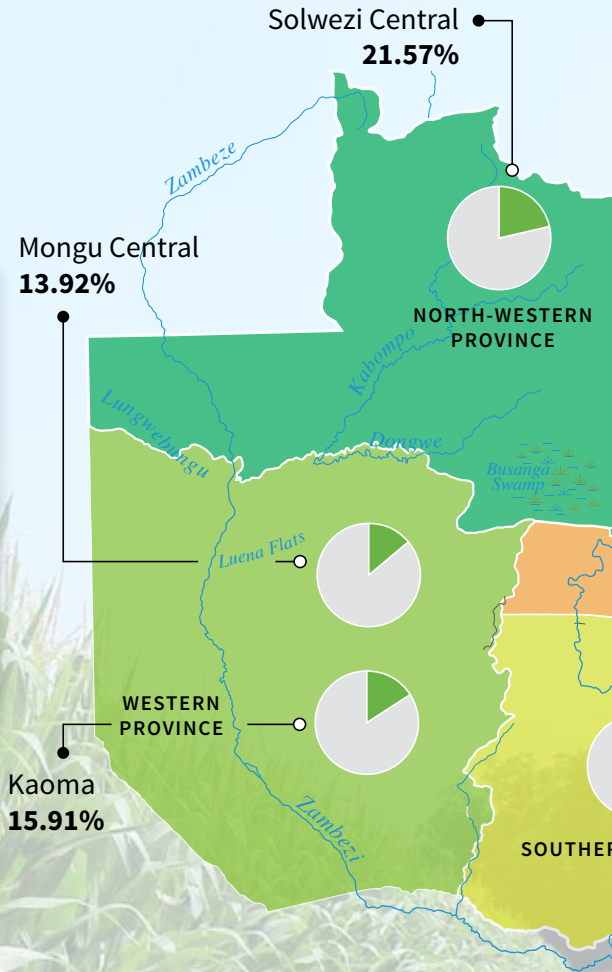 Solwezi Central
21.57%
Zambeze
Mongu Central
13.92%
NORTH-WESTERN
PROVINCE
Kabompo
Lungwebungu
Dongwe
Busanga
Swamp
Luena Flats
WESTERN
PROVINCE
Kaoma
15.91%
Zambezi
SOUTHER